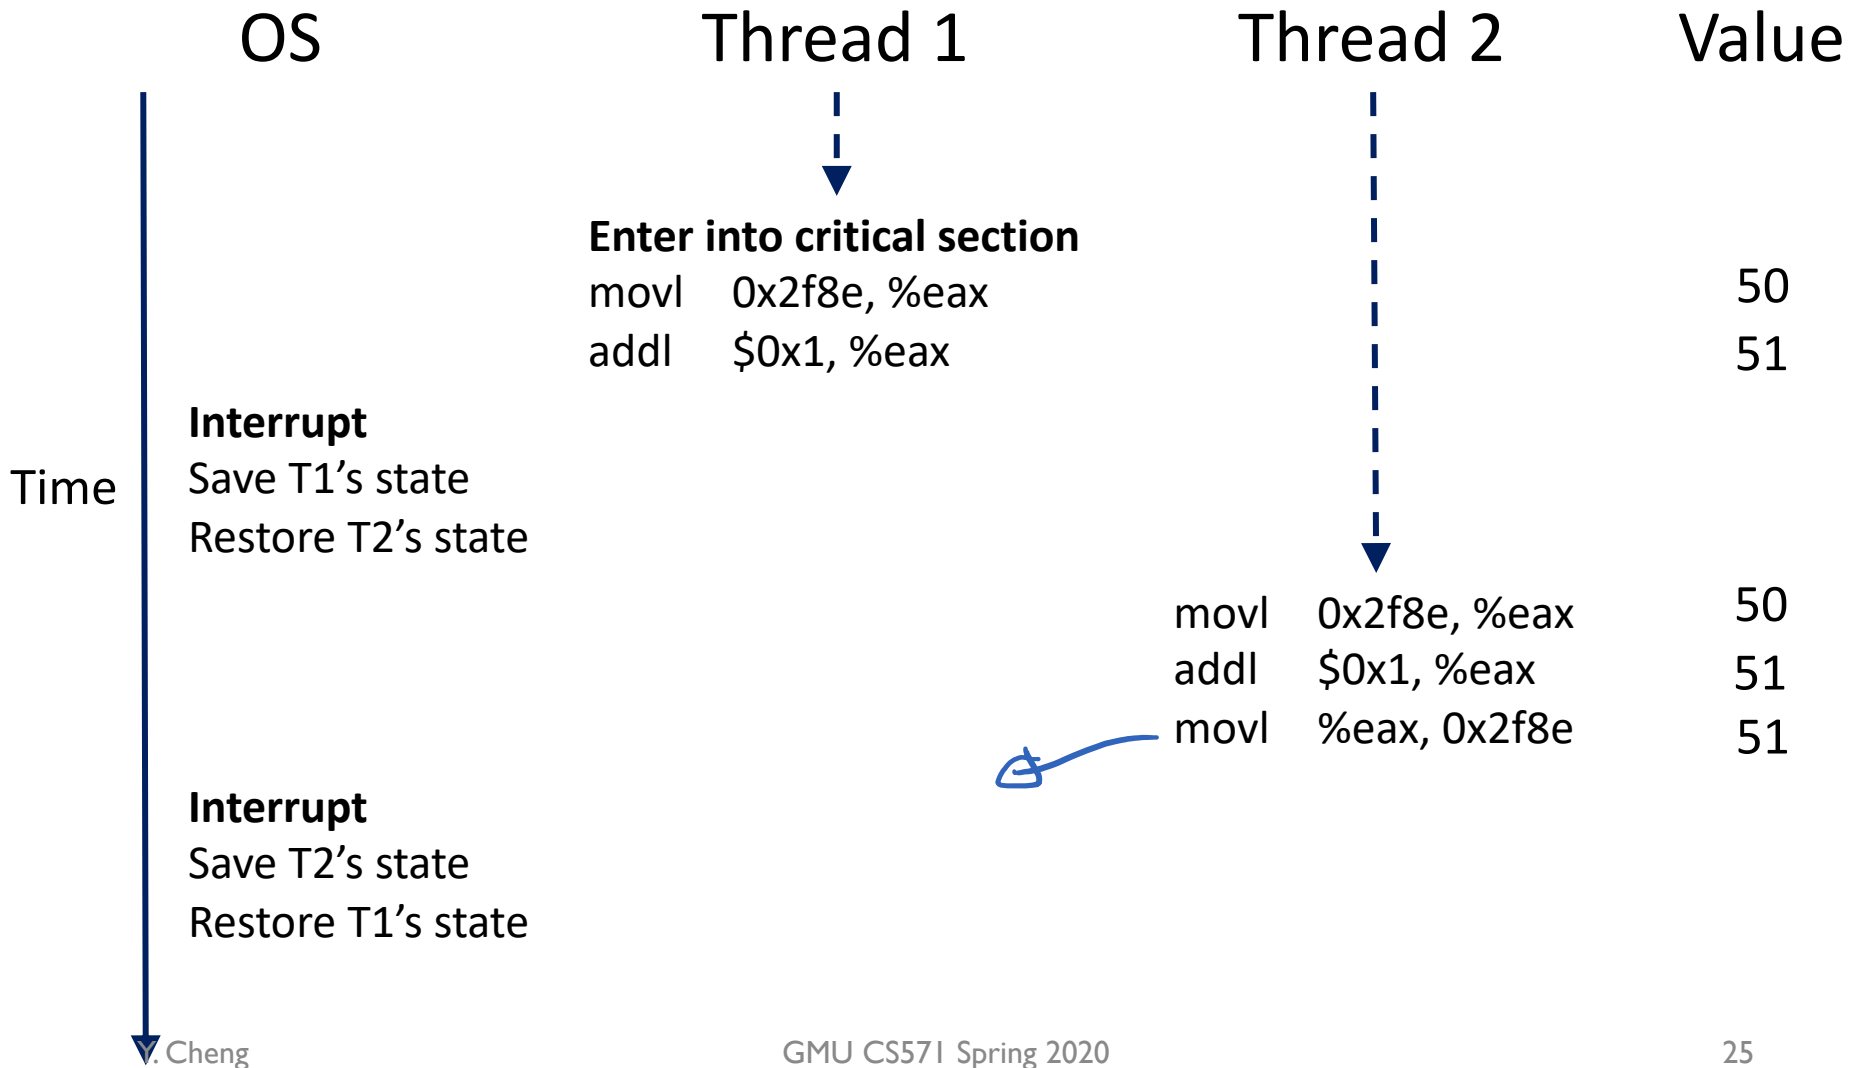 OS Thread 1 Thread 2 Value
Enter into critical section
movl 0x2f8e, %eax 50
addl $0x1, %eax 51
Interrupt
Time Save T1’s state
Restore T2’s state
movl 0x2f8e, %eax 50
addl $0x1, %eax 51
movl %eax, 0x2f8e 51
Interrupt
Save T2’s state
Restore T1’s state
Y. Cheng GMU CS571 Spring 2020 25